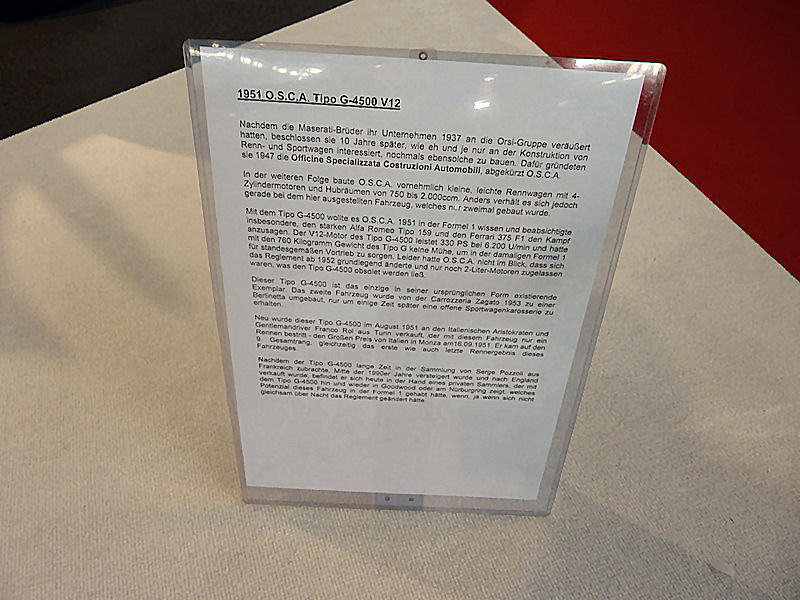 1951 O.S.C.A. Tipo G-4500 V12
Nachdem die Maserati-Brüder ihr Unternehmen 1937 an die Orsi-Gruppe veräußert
hatten, beschlossen sie 10 Jahre später, wie eh und je nur an der Konstruktion von
Renn- und Sportwagen interessiert, nochmals ebensolche zu bauen. Dafür gründeten
sie 1947 die Officine Specializzata Costruzioni Automobili, abgekürzt O.S.C.A.
In der weiteren Folge baute O.S.C.A. vornehmlich kleine, leichte Rennwagen mit 4-
Zylindermotoren und Hubräumen von 750 bis 2.000ccm. Anders verhält es sich jedoch
gerade bei dem hier ausgestellten Fahrzeug, welches nur zweimal gebaut wurde.
Mit dem Tipo G-4500 wollte es O.S.C.A. 1951 in der Formel 1 wissen und beabsichtigte
insbesondere, den starken Alfa Romeo Tipo 159 und den Ferrari 375 F1 den Kampf
anzusagen. Der V12-Motor des Tipo G-4500 leistet 330 PS bei 6.200 U/min und hatte
mit den 760 Kilogramm Gewicht des Tipo G keine Mühe, um in der damaligen Formel 1
für standesgemäßen Vortrieb zu sorgen. Leider hatte O.S.C.A. nicht im Blick, dass sich
das Reglement ab 1952 grundlegend änderte und nur noch 2-Liter-Motoren zugelassen
waren, was den Tipo G-4500 obsolet werden ließ.
Dieser Tipo G-4500 ist das einzige in seiner ursprünglichen Form existierende
Exemplar. Das zweite Fahrzeug wurde von der Carrozzeria Zagato 1953 zu einer
Berlinetta umgebaut, nur um einige Zeit später eine offene Sportwagenkarosserie zu
erhalten.
Neu wurde dieser Tipo G-4500 im August 1951 an den Italienischen Aristokraten und
Gentlemandriver Franco Rol aus Turin verkauft, der mit diesem Fahrzeug nur ein
Rennen bestritt - den Großen Preis von Italien in Monza am16.09.1951. Er kam auf den
9. Gesamtrang, gleichzeitig das erste wie auch letzte Rennergebnis dieses
Fahrzeuges.
Nachdem der Tipo G-4500 lange Zeit in der Sammlung von Serge Pozzoli aus
Frankreich zubrachte, Mitte der 1990er Jahre versteigert wurde und nach England
verkauft wurde, befindet er sich heute in der Hand eines privaten Sammlers, der mit
dem Tipo G-4500 hin und wieder in Goodwood oder am Nürburgring zeigt, welches
Potenzial dieses Fahrzeug in der Formel 1 gehabt hätte, wenn, ja wenn sich nicht
gleichsam über Nacht das Reglement geändert hätte.